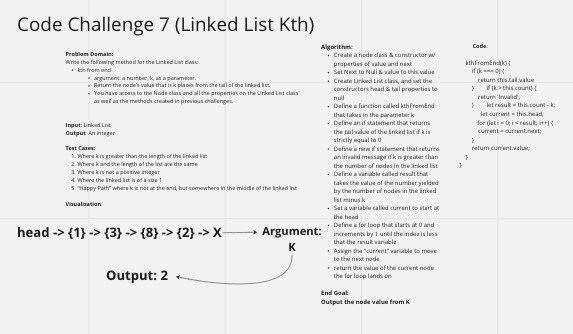 Code Challenge 7 (Linked List Kth)
Problem Domain:
Write the following method for the Linked List class:
• kth from end
• argument: a number, k, as a parameter.
• Return the node's value that is k places from the tail of the linked list.
• You have access to the Node class and all the properties on the Linked List class
as well as the methods created in previous challenges.
Input: Linked List
Output: An integer
Test Cases:
1. Where k is greater than the length of the linked list
2. Where k and the length of the list are the same
3. Where k is not a positive integer
4. Where the linked list is of a size 1
5. "Happy Path" where k is not at the end, but somewhere in the middle of the linked list
Visualization:
head -> {1} -> {3} -> {8} -> {2} -> X
Argument:
K
Output: 2
Algorithm:
• Create a node class & constructor w/
properties of value and next
• Set Next to Null & value to this.value
• Create Linked List class, and set the
constructors head & tail properties to
null
• Define a function called kthFromEnd
that takes in the parameter k
• Define an if statement that returns
the tail value of the linked list if k is
strictly equal to 0
• Define a new if statement that returns
an invalid message if k is greater than
the number of nodes in the linked list
• Define a variable called result that
takes the value of the number yielded
by the number of nodes in the linked
list minus k
• Set a variable called current to start at
the head
• Define a for loop that starts at 0 and
increments by 1 until the index is less
that the result variable
• Assign the "current" variable to move
to the next node
• return the value of the current node
the for loop lands on
End Goal:
Output the node value from K
Code:
kthFromEnd(k) {
if (k === 0) {
return this.tail.value
} if (k > this.count) {
return 'Invalid';
} let result = this.count - k;
let current = this.head;
for (let i = 0; i < result; i++) {
current = current.next;
}
return current.value;
}
}